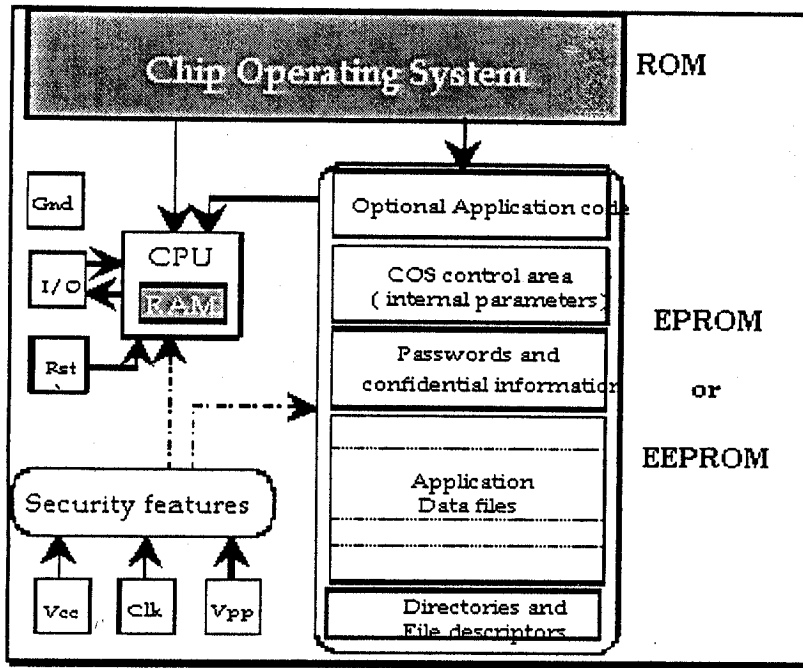 Chip Operating System
ROM
Gnd
I/O
Rst
CPU
RAM
Optional Application code
COS control area
( internal parameters)
Passwords and
confidential information
Application
Data files
Directories and
File descriptors
EPROM
or
EEPROM
Security features
Vcc
Clk
Vpp